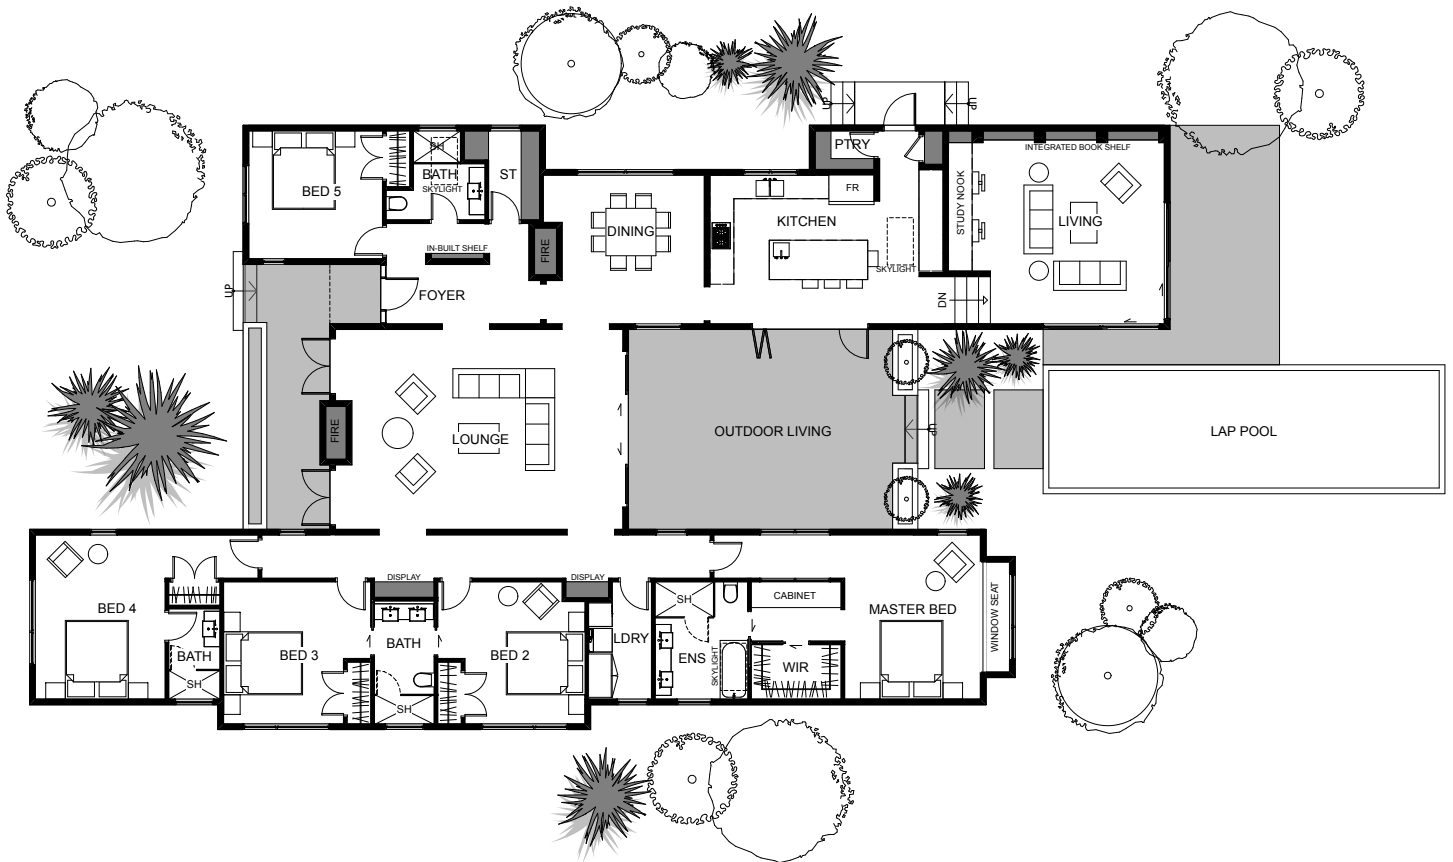 UP
UP
SH
PTRY
INTEGRATED BOOK SHELF
BED 5
BATH
SKYLIGHT
ST
FR
STUDY NOOK
LIVING
KITCHEN
DINING
IN-BUILT SHELF
FIRE
SKYLIGHT
UP
FOYER
DN
FIRE
LOUNGE
OUTDOOR LIVING
UP
LAP POOL
DISPLAY
DISPLAY
BED 4
BATH
SH
BED 3
BATH
SH
BED 2
LDRY
SH
ENS
SKYLIGHT
CABINET
WIR
MASTER BED
WINDOW SEAT